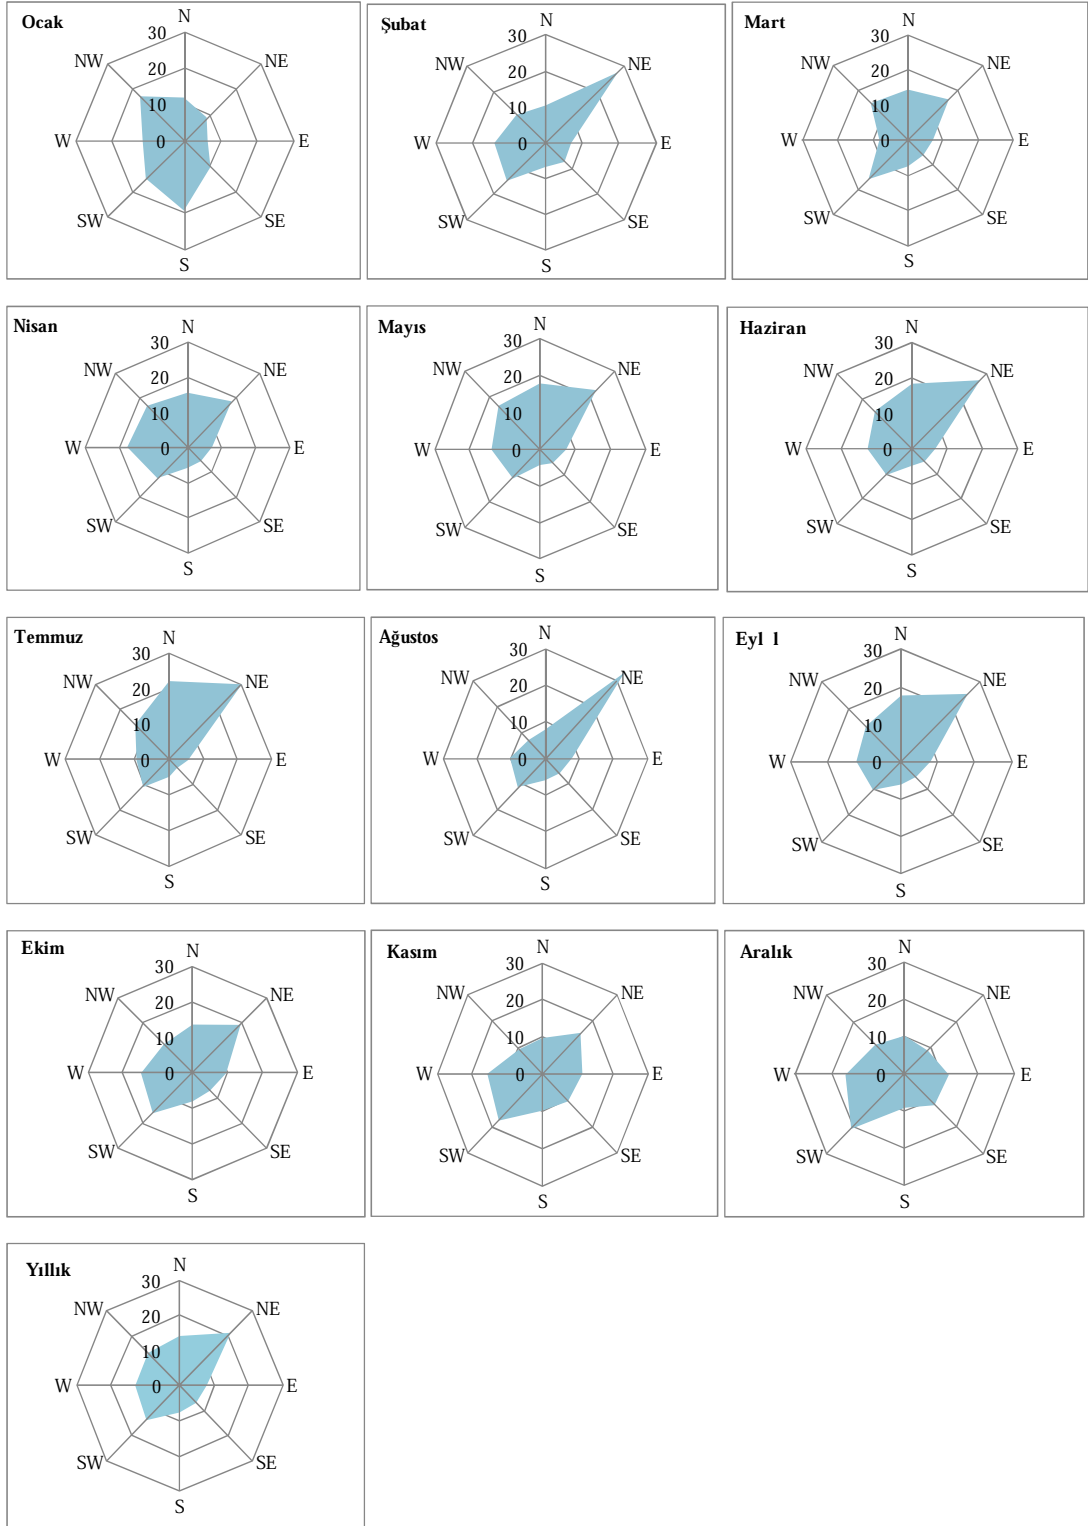 Ocak
N
30
NW
NE
20
10
W
0
E
SW
SE
S
Şubat
N
30
NW
NE
20
10
W
0
E
SW
SE
S
Mart
N
30
NW
NE
20
10
W
0
E
SW
SE
S
Nisan
N
30
NW
NE
20
10
W
0
E
SW
SE
S
Mayıs
N
30
NW
NE
20
10
W
0
E
SW
SE
S
Haziran
N
30
NW
NE
20
10
W
0
E
SW
SE
S
Temmuz
N
30
NW
NE
20
10
W
0
E
SW
SE
S
Ağustos
N
30
NW
NE
20
10
W
0
E
SW
SE
S
Eyl l
N
30
NW
NE
20
10
W
0
E
SW
SE
S
Ekim
N
30
NW
NE
20
10
W
0
E
SW
SE
S
Kasım
N
30
NW
NE
20
10
W
0
E
SW
SE
S
Aralık
N
30
NW
NE
20
10
W
0
E
SW
SE
S
Yıllık
N
30
NW
NE
20
10
W
0
E
SW
SE
S